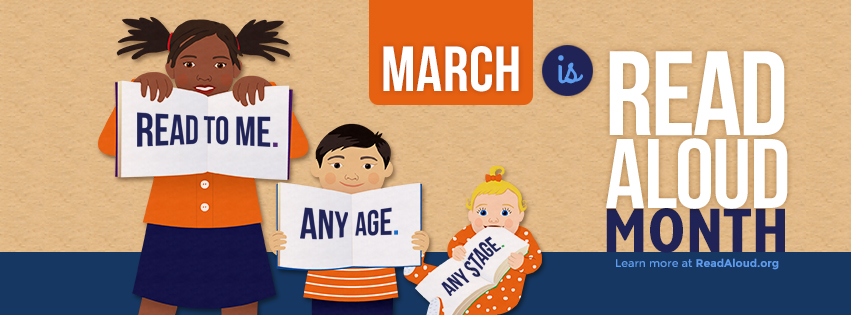 READ TO ME.
ANY AGE.
ANY STAGE.
MARCH is
READ
ALOUD
MONTH
Learn more at ReadAloud.org